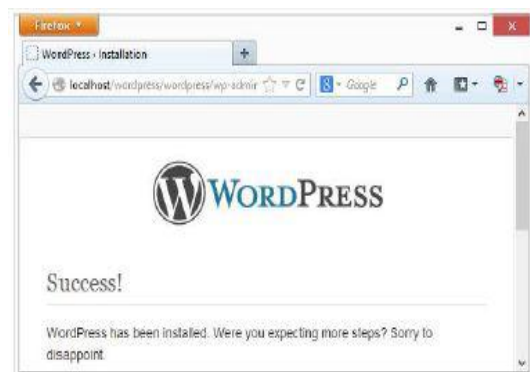 Firefox
WordPress › Installation
localhost/wordpress/wordpress/wp-admin
Google
WORDPRESS
Success!
WordPress has been installed. Were you expecting more steps? Sorry to
disappoint.